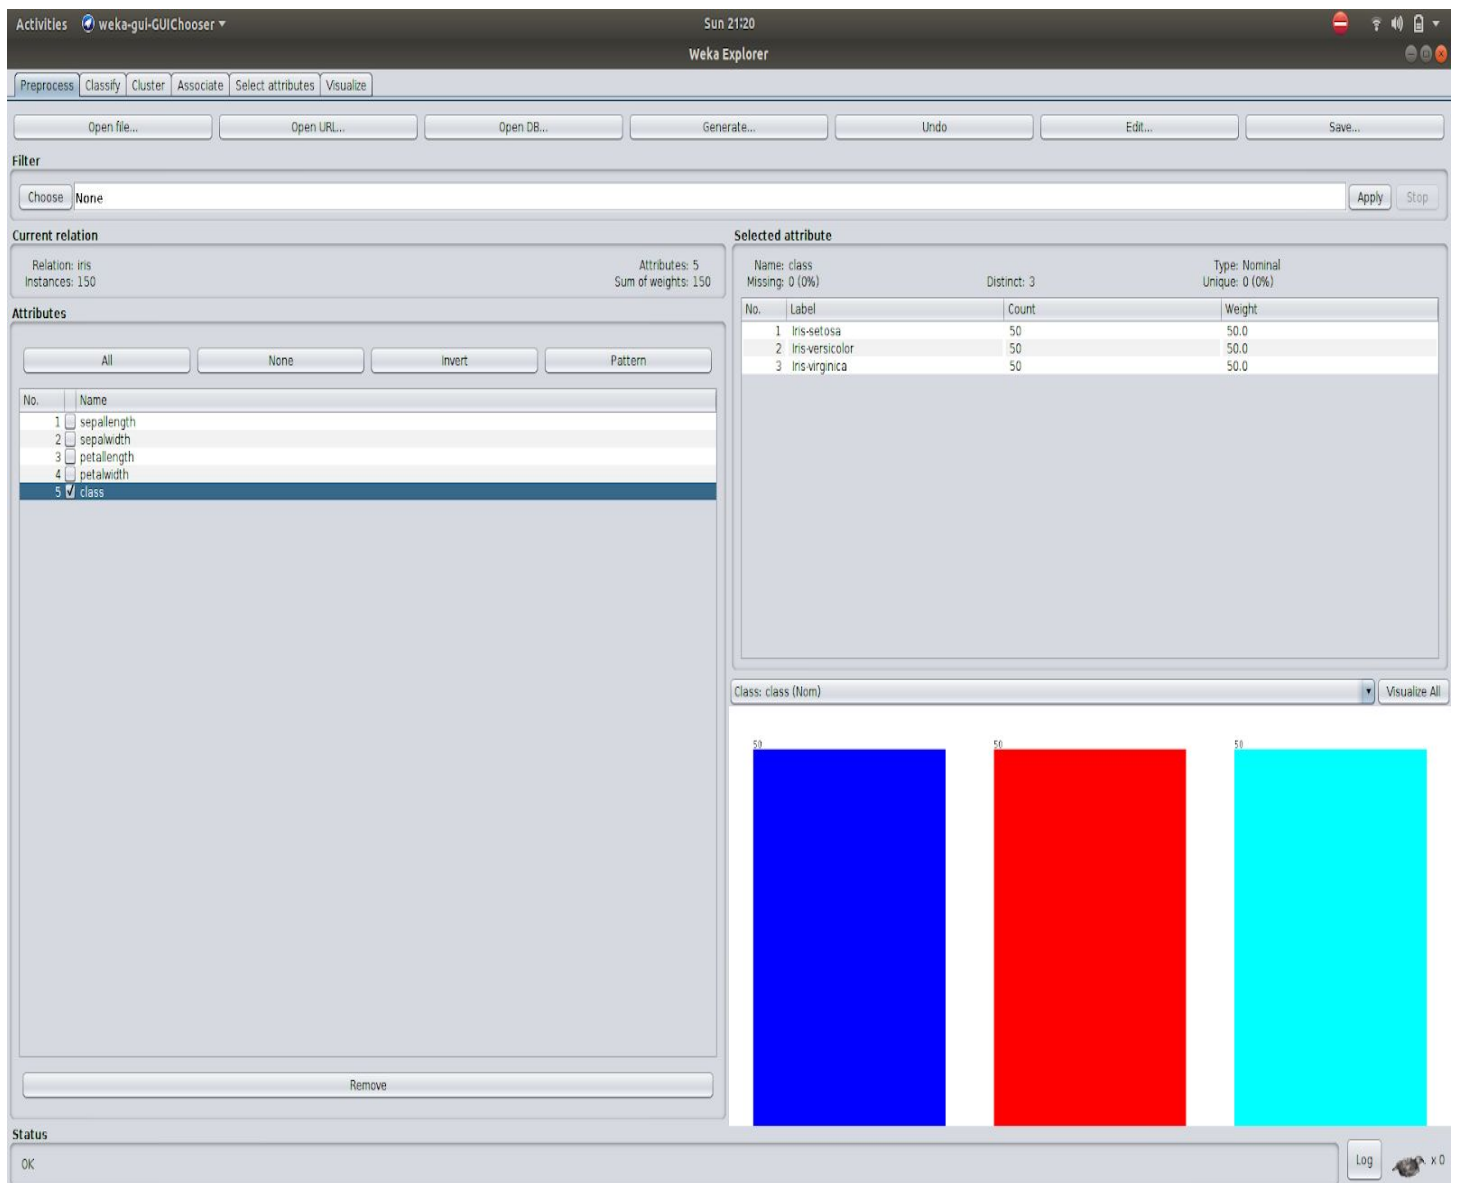 Activities weka-gui-GUIChooser Sun 21:20
Weka Explorer
Preprocess Classify Cluster Associate Select attributes Visualize
Open file... Open URL... Open DB... Generate... Undo Edit... Save...
Filter
Choose None Apply Stop
Current relation
Relation: iris Attributes: 5
Instances: 150 Sum of weights: 150
Attributes
All None Invert Pattern
No. Name
1 sepallength
2 sepalwidth
3 petallength
4 petalwidth
5 class
Remove
Selected attribute
Name: class Type: Nominal
Missing: 0 (0%) Distinct: 3 Unique: 0 (0%)
No. Label Count Weight
1 Iris-setosa 50 50.0
2 Iris-versicolor 50 50.0
3 Iris-virginica 50 50.0
Class: class (Nom) Visualize All
50 50 50
Status
OK Log x 0